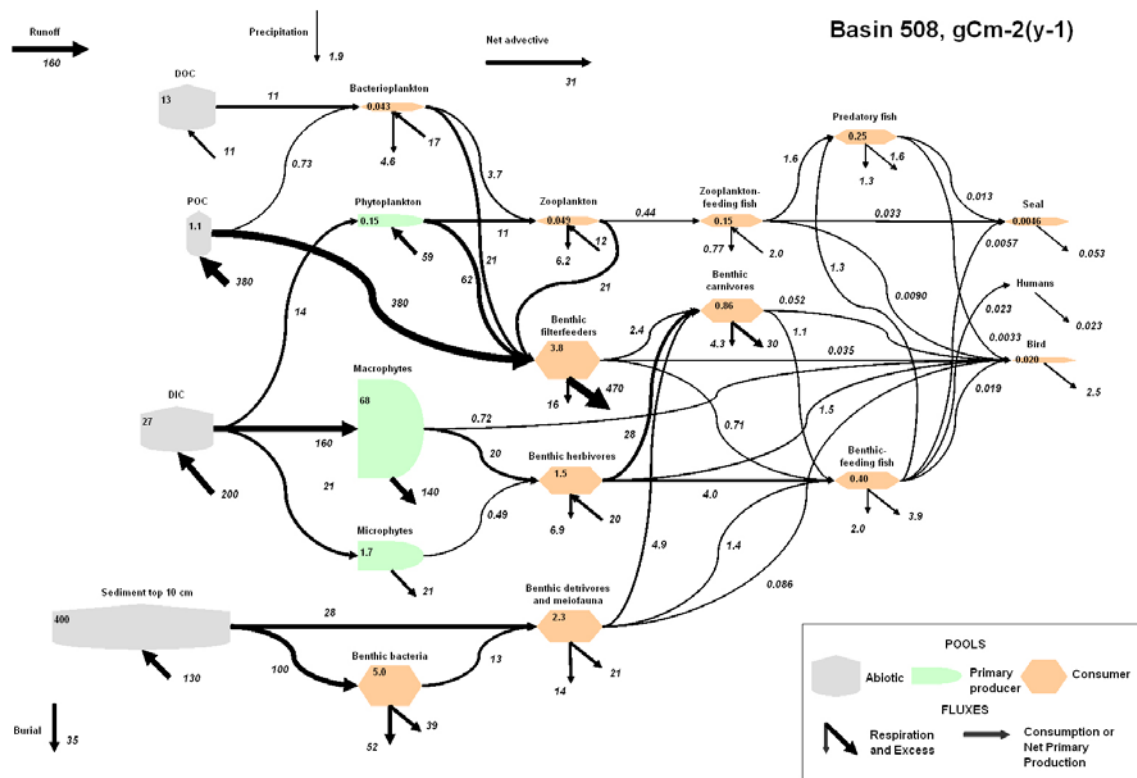 Basin 508, gCm-2(y-1)
Runoff
160
Precipitation
1.9
Net advective
31
DOC
13
11
11
Bacterioplankton
0.043
4.6
17
0.73
3.7
21
Predatory fish
0.25
1.6
1.6
1.3
0.013
POC
1.1
380
380
Phytoplankton
0.15
59
11
62
14
Zooplankton
0.049
0.44
12
6.2
21
Zooplankton-
feeding fish
0.15
0.77
2.0
0.033
1.3
0.0090
Seal
0.0046
0.053
0.0057
Humans
0.023
0.023
0.0033
Benthic
carnivores
0.86
4.3
30
0.052
1.1
Benthic
filterfeeders
3.8
2.4
470
16
0.035
0.71
Bird
0.020
2.5
0.019
Macrophytes
68
0.72
160
20
140
DIC
27
200
21
Benthic herbivores
1.5
28
1.5
4.0
6.9
20
0.49
Benthic-
feeding fish
0.40
2.0
3.9
Microphytes
1.7
21
4.9
1.4
0.086
Sediment top 10 cm
400
28
130
100
Benthic detrivores
and meiofauna
2.3
14
21
Benthic bacteria
5.0
13
39
52
Burial
35
POOLS
Abiotic
Primary
producer
Consumer
FLUXES
Respiration
and Excess
Consumption or
Net Primary
Production